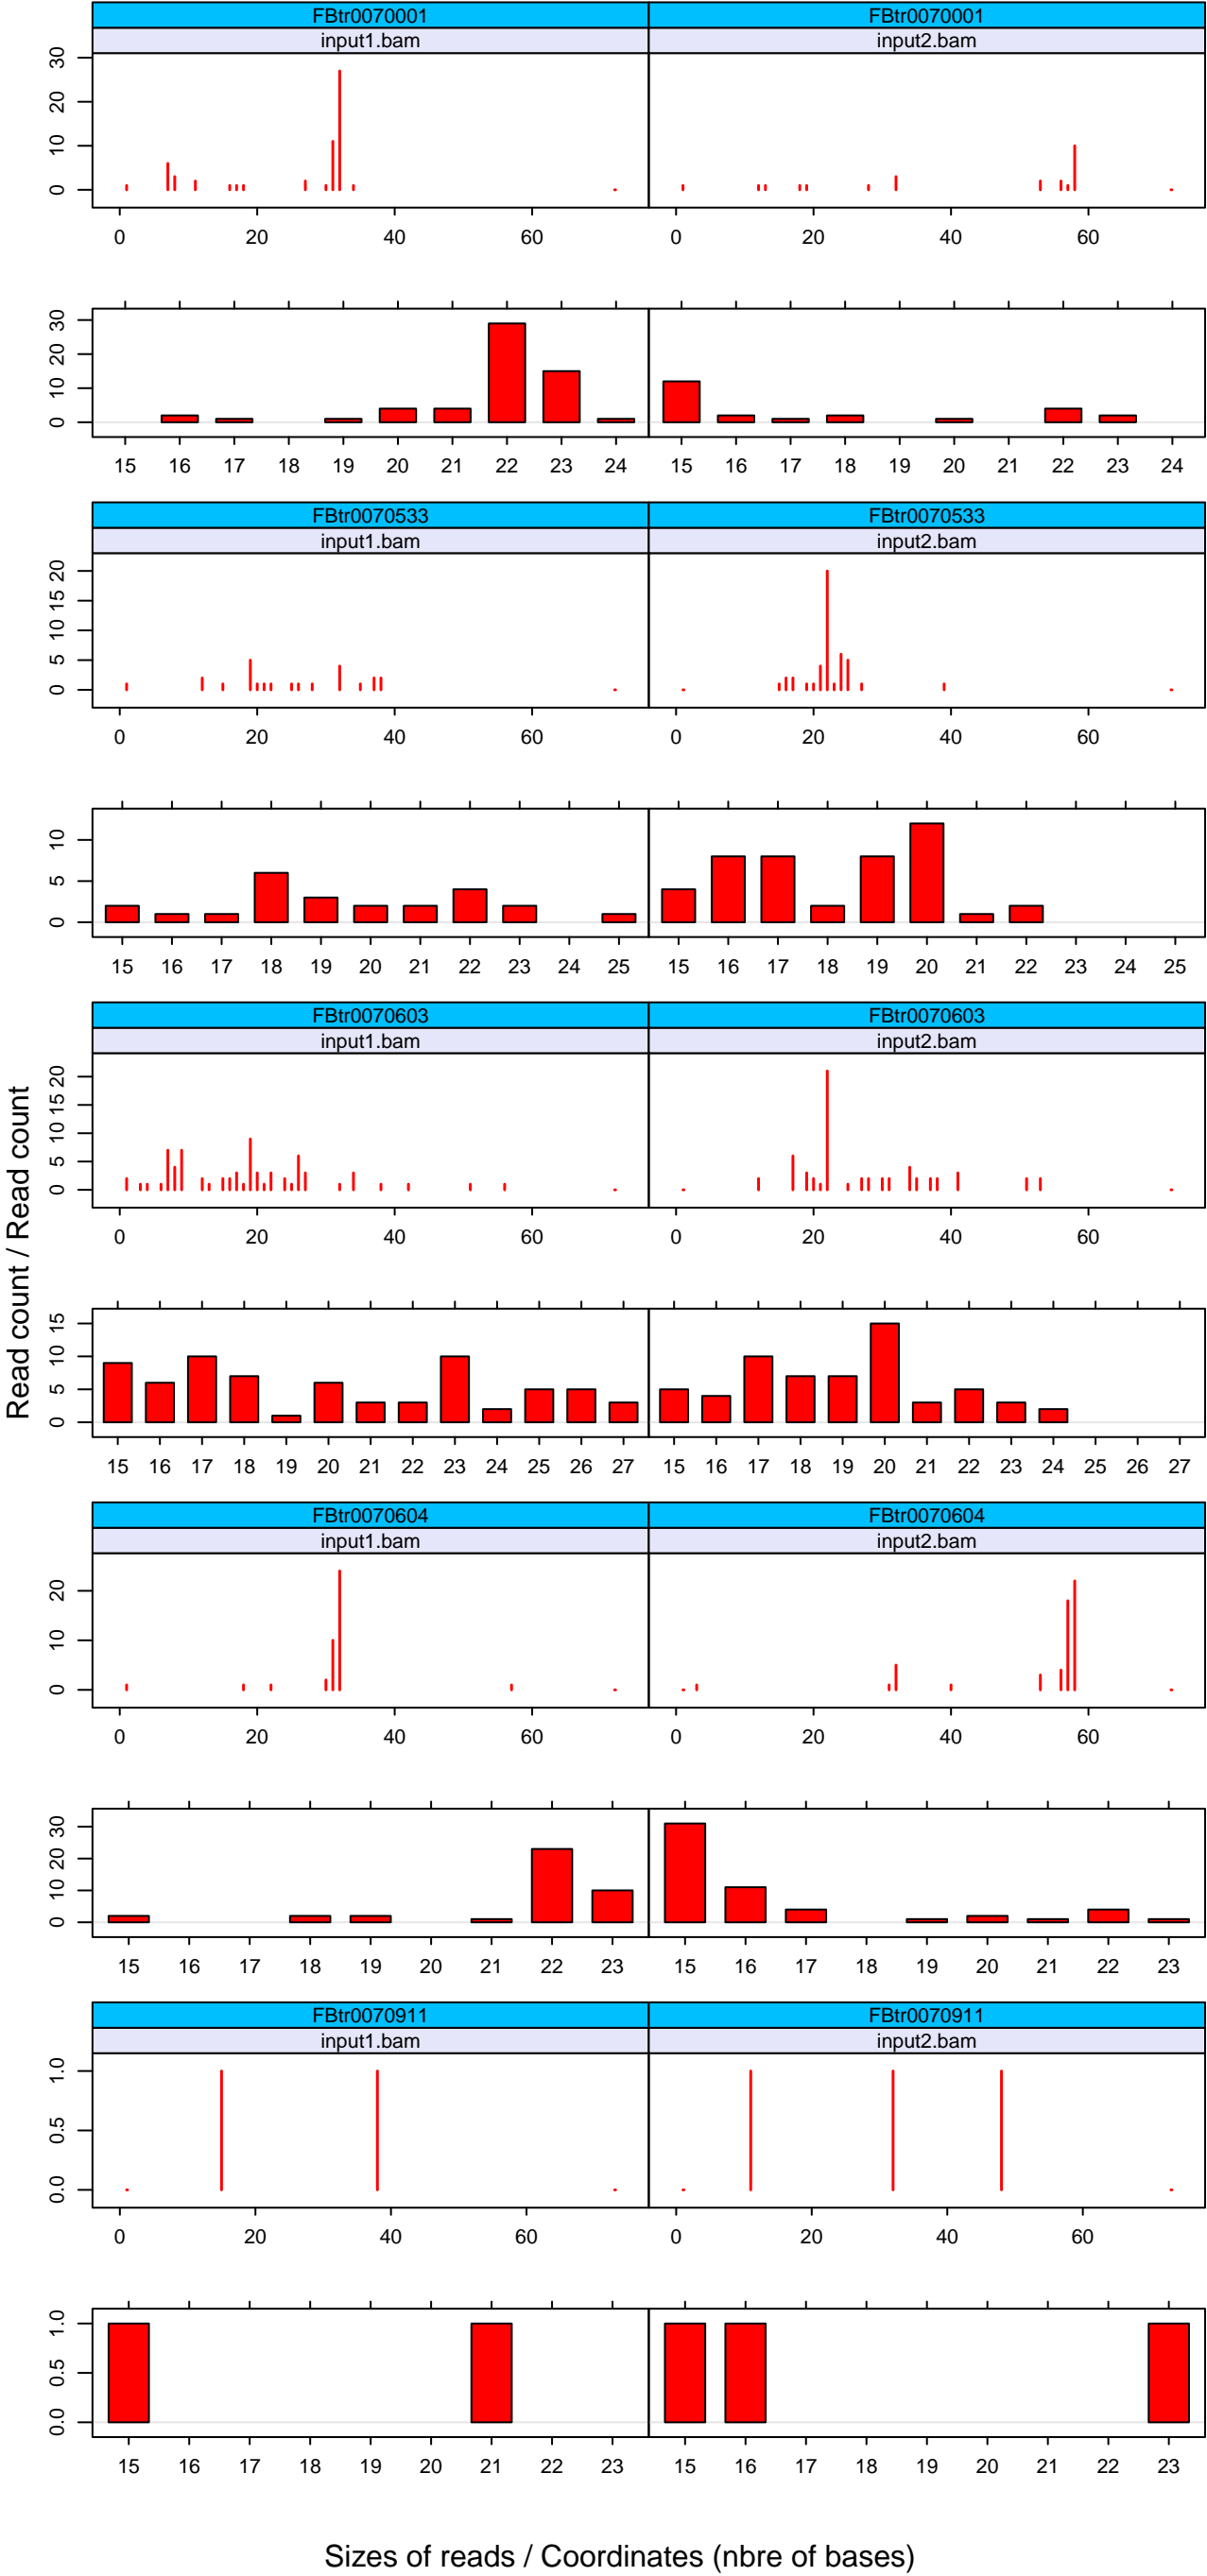 FBtr0070001 FBtr0070001
input1.bam input2.bam
0 10 20 30
0 20 40 60 0 20 40 60
0 10 20 30
15 16 17 18 19 20 21 22 23 24 15 16 17 18 19 20 21 22 23 24
FBtr0070533 FBtr0070533
input1.bam input2.bam
0 5 10 15 20
0 20 40 60 0 20 40 60
0 5 10
15 16 17 18 19 20 21 22 23 24 25 15 16 17 18 19 20 21 22 23 24 25
FBtr0070603 FBtr0070603
input1.bam input2.bam
0 5 10 15 20
0 20 40 60 0 20 40 60
Read count / Read count
0 5 10 15
15 16 17 18 19 20 21 22 23 24 25 26 27 15 16 17 18 19 20 21 22 23 24 25 26 27
FBtr0070604 FBtr0070604
input1.bam input2.bam
0 10 20
0 20 40 60 0 20 40 60
0 10 20 30
15 16 17 18 19 20 21 22 23 15 16 17 18 19 20 21 22 23
FBtr0070911 FBtr0070911
input1.bam input2.bam
0.0 0.5 1.0
0 20 40 60 0 20 40 60
0.0 0.5 1.0
15 16 17 18 19 20 21 22 23 15 16 17 18 19 20 21 22 23
Sizes of reads / Coordinates (nbre of bases)